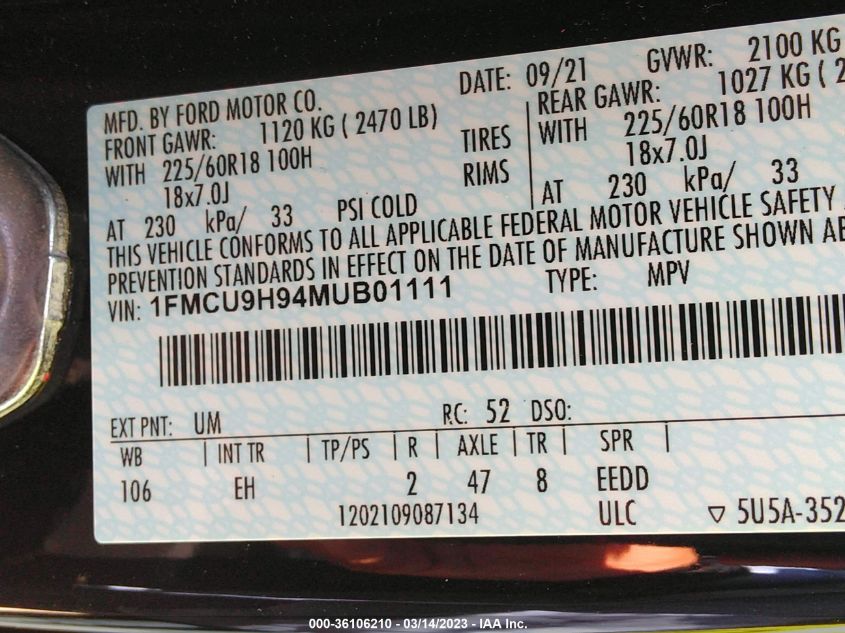 MFD. BY FORD MOTOR CO. DATE: 09/21 GVWR: 2100 KG
FRONT GAWR: 1120 KG ( 2470 LB) REAR GAWR: 1027 KG ( 2
WITH 225/60R18 100H TIRES WITH 225/60R18 100H
18x7.0J RIMS 18x7.0J
AT 230 kPa/ 33 PSI COLD AT 230 kPa/ 33
THIS VEHICLE CONFORMS TO ALL APPLICABLE FEDERAL MOTOR VEHICLE SAFETY
PREVENTION STANDARDS IN EFFECT ON THE DATE OF MANUFACTURE SHOWN AB
VIN: 1FMCU9H94MUB01111 TYPE: MPV
EXT PNT: UM RC: 52 DSO:
WB | INT TR | TP/PS | R | AXLE | TR | SPR |
106 EH 2 47 8 EEDD
1202109087134 ULC ▽ 5U5A-352
000-36106210 - 03/14/2023 - IAA Inc.